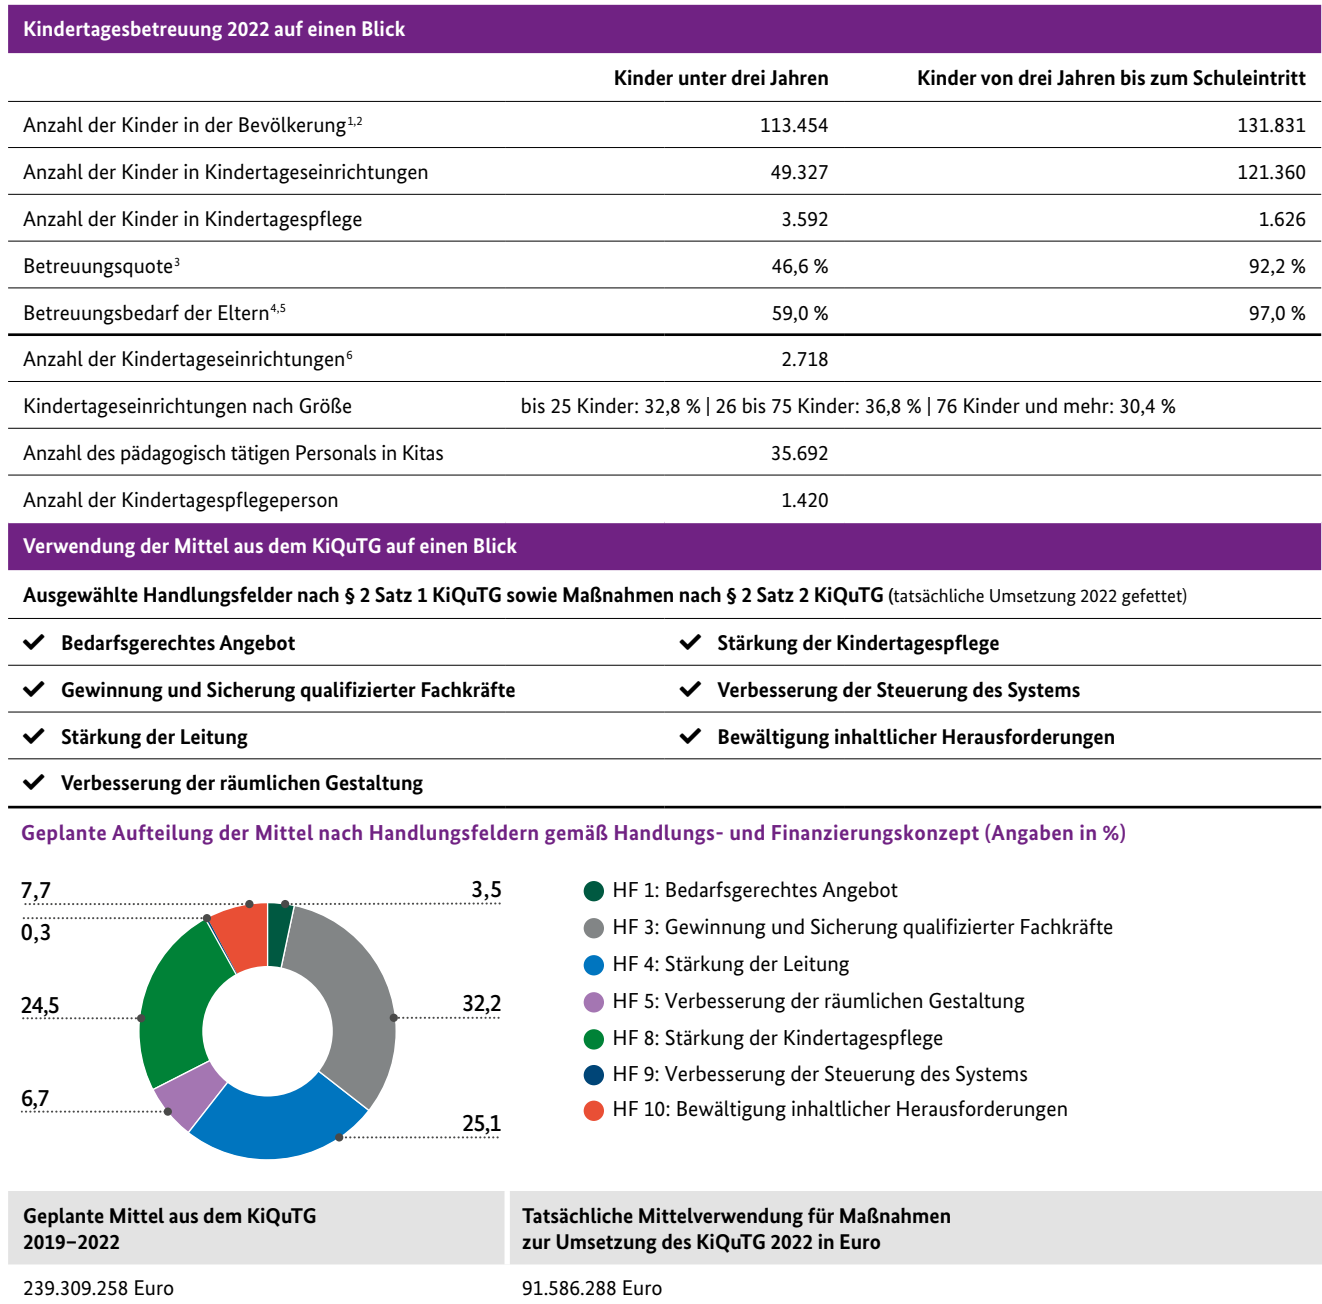 Kindertagesbetreuung 2022 auf einen Blick
Kinder unter drei Jahren Kinder von drei Jahren bis zum Schuleintritt
Anzahl der Kinder in der Bevölkerung1,2 113.454 131.831
Anzahl der Kinder in Kindertageseinrichtungen 49.327 121.360
Anzahl der Kinder in Kindertagespflege 3.592 1.626
Betreuungsquote3 46,6 % 92,2 %
Betreuungsbedarf der Eltern4,5 59,0 % 97,0 %
Anzahl der Kindertageseinrichtungen6 2.718
Kindertageseinrichtungen nach Größe bis 25 Kinder: 32,8 % | 26 bis 75 Kinder: 36,8 % | 76 Kinder und mehr: 30,4 %
Anzahl des pädagogisch tätigen Personals in Kitas 35.692
Anzahl der Kindertagespflegeperson 1.420
Verwendung der Mittel aus dem KiQuTG auf einen Blick
Ausgewählte Handlungsfelder nach § 2 Satz 1 KiQuTG sowie Maßnahmen nach § 2 Satz 2 KiQuTG (tatsächliche Umsetzung 2022 gefettet)
✔ Bedarfsgerechtes Angebot ✔ Stärkung der Kindertagespflege
✔ Gewinnung und Sicherung qualifizierter Fachkräfte ✔ Verbesserung der Steuerung des Systems
✔ Stärkung der Leitung ✔ Bewältigung inhaltlicher Herausforderungen
✔ Verbesserung der räumlichen Gestaltung
Geplante Aufteilung der Mittel nach Handlungsfeldern gemäß Handlungs- und Finanzierungskonzept (Angaben in %)
7,7
0,3
24,5
6,7
3,5
32,2
25,1
HF 1: Bedarfsgerechtes Angebot
HF 3: Gewinnung und Sicherung qualifizierter Fachkräfte
HF 4: Stärkung der Leitung
HF 5: Verbesserung der räumlichen Gestaltung
HF 8: Stärkung der Kindertagespflege
HF 9: Verbesserung der Steuerung des Systems
HF 10: Bewältigung inhaltlicher Herausforderungen
Geplante Mittel aus dem KiQuTG
2019–2022
Tatsächliche Mittelverwendung für Maßnahmen
zur Umsetzung des KiQuTG 2022 in Euro
239.309.258 Euro
91.586.288 Euro